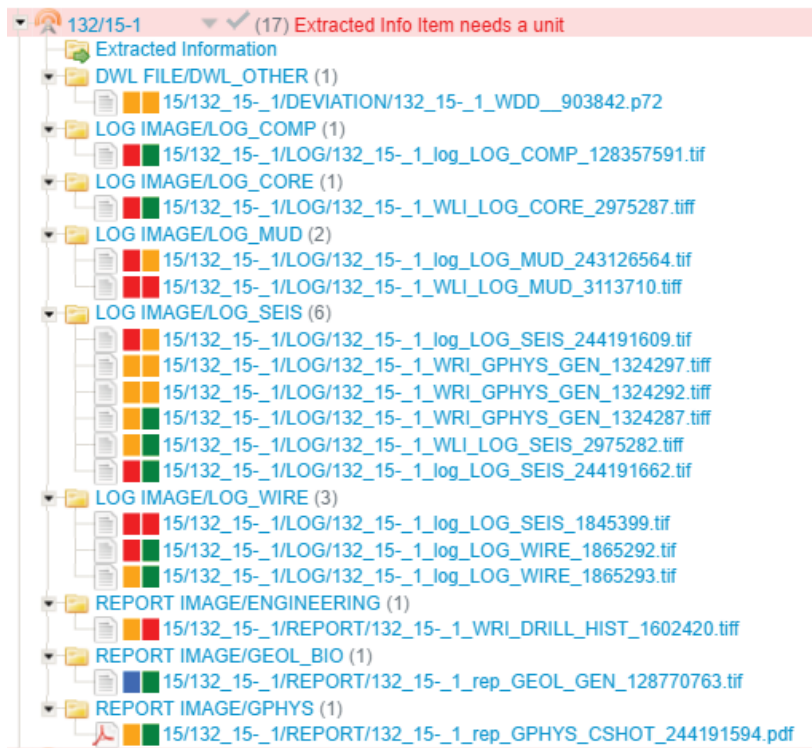 132/15-1 (17) Extracted Info Item needs a unit
Extracted Information
DWL FILE/DWL_OTHER (1)
15/132_15-_1/DEVIATION/132_15-_1_WDD__903842.p72
LOG IMAGE/LOG_COMP (1)
15/132_15-_1/LOG/132_15-_1_log_LOG_COMP_128357591.tif
LOG IMAGE/LOG_CORE (1)
15/132_15-_1/LOG/132_15-_1_WLI_LOG_CORE_2975287.tiff
LOG IMAGE/LOG_MUD (2)
15/132_15-_1/LOG/132_15-_1_log_LOG_MUD_243126564.tif
15/132_15-_1/LOG/132_15-_1_WLI_LOG_MUD_3113710.tiff
LOG IMAGE/LOG_SEIS (6)
15/132_15-_1/LOG/132_15-_1_log_LOG_SEIS_244191609.tif
15/132_15-_1/LOG/132_15-_1_WRI_GPHYS_GEN_1324297.tiff
15/132_15-_1/LOG/132_15-_1_WRI_GPHYS_GEN_1324292.tiff
15/132_15-_1/LOG/132_15-_1_WRI_GPHYS_GEN_1324287.tiff
15/132_15-_1/LOG/132_15-_1_WLI_LOG_SEIS_2975282.tiff
15/132_15-_1/LOG/132_15-_1_log_LOG_SEIS_244191662.tif
LOG IMAGE/LOG_WIRE (3)
15/132_15-_1/LOG/132_15-_1_log_LOG_SEIS_1845399.tif
15/132_15-_1/LOG/132_15-_1_log_LOG_WIRE_1865292.tif
15/132_15-_1/LOG/132_15-_1_log_LOG_WIRE_1865293.tif
REPORT IMAGE/ENGINEERING (1)
15/132_15-_1/REPORT/132_15-_1_WRI_DRILL_HIST_1602420.tiff
REPORT IMAGE/GEOL_BIO (1)
15/132_15-_1/REPORT/132_15-_1_rep_GEOL_GEN_128770763.tif
REPORT IMAGE/GPHYS (1)
15/132_15-_1/REPORT/132_15-_1_rep_GPHYS_CSHOT_244191594.pdf